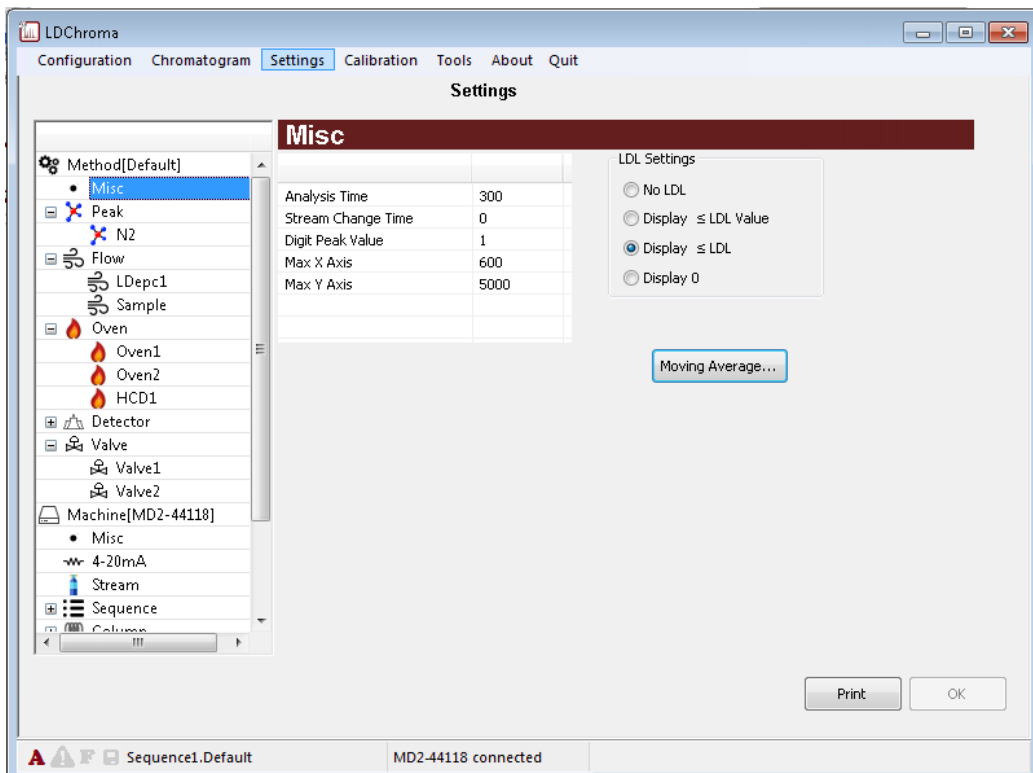 LDChroma
Configuration Chromatogram Settings Calibration Tools About Quit
Settings
Misc
Method[Default]
Misc
Peak
N2
Flow
LDepc1
Sample
Oven
Oven1
Oven2
HCD1
Detector
Valve
Valve1
Valve2
Machine[MD2-44118]
Misc
4-20mA
Stream
Sequence
Column
Analysis Time 300
Stream Change Time 0
Digit Peak Value 1
Max X Axis 600
Max Y Axis 5000
LDL Settings
No LDL
Display ≤ LDL Value
Display ≤ LDL
Display 0
Moving Average...
Print OK
A F Sequence1.Default MD2-44118 connected